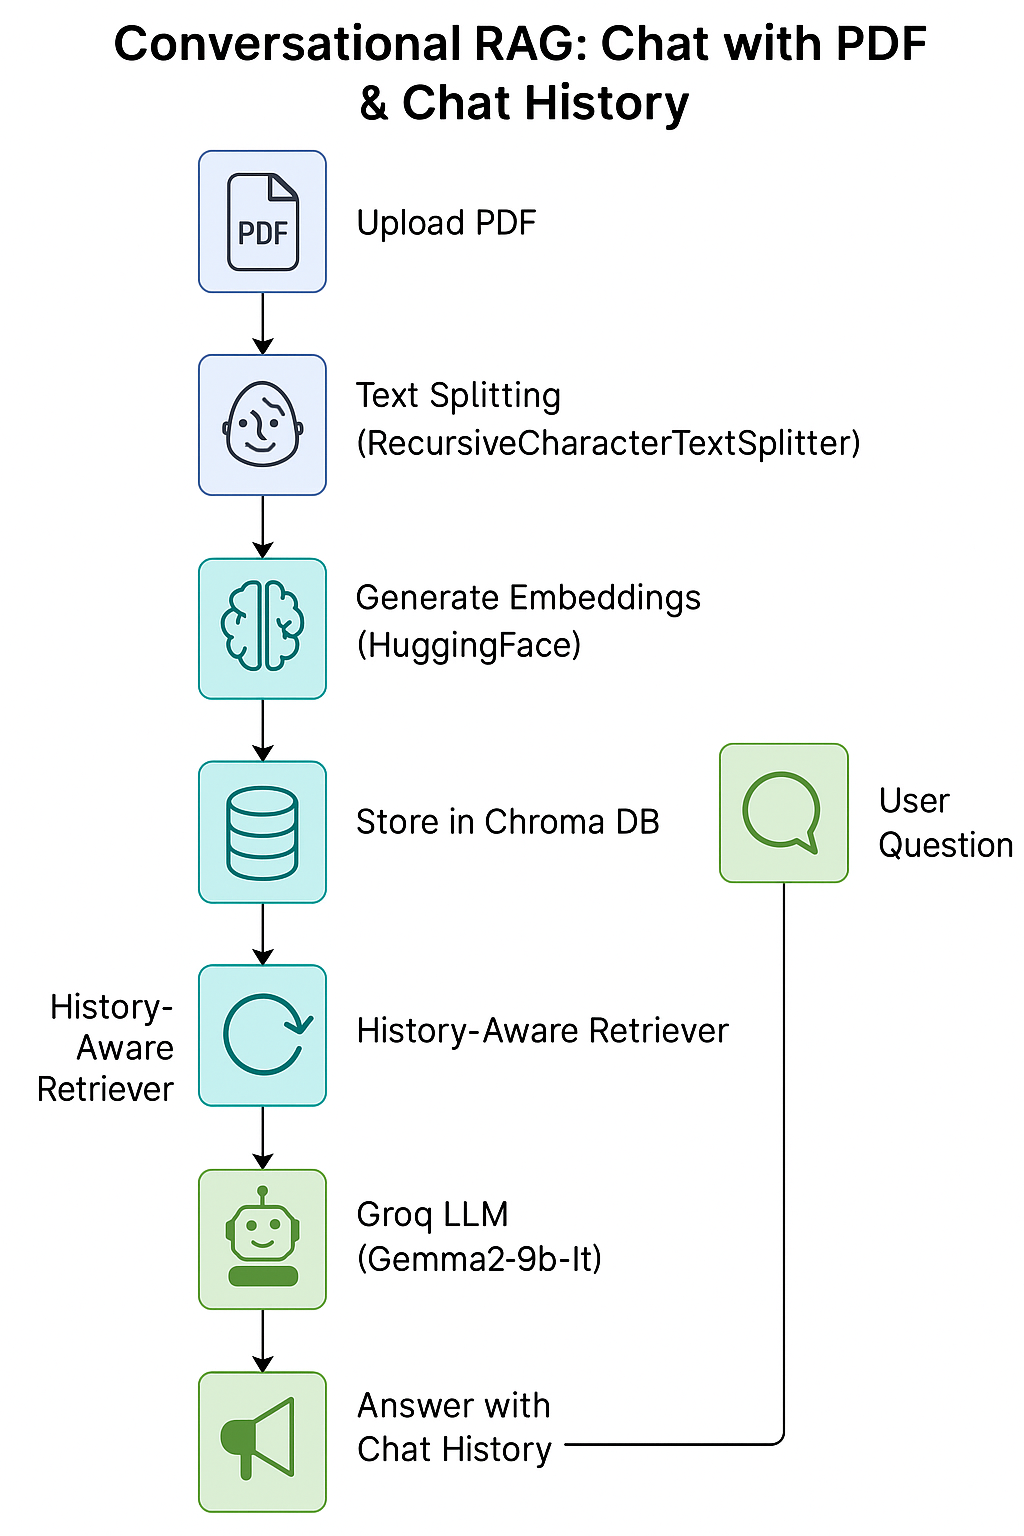 Conversational RAG: Chat with PDF
& Chat History
PDF
Upload PDF
Text Splitting
(RecursiveCharacterTextSplitter)
Generate Embeddings
(HuggingFace)
Store in Chroma DB
User
Question
History-
Aware
Retriever
History-Aware Retriever
Groq LLM
(Gemma2-9b-It)
Answer with
Chat History